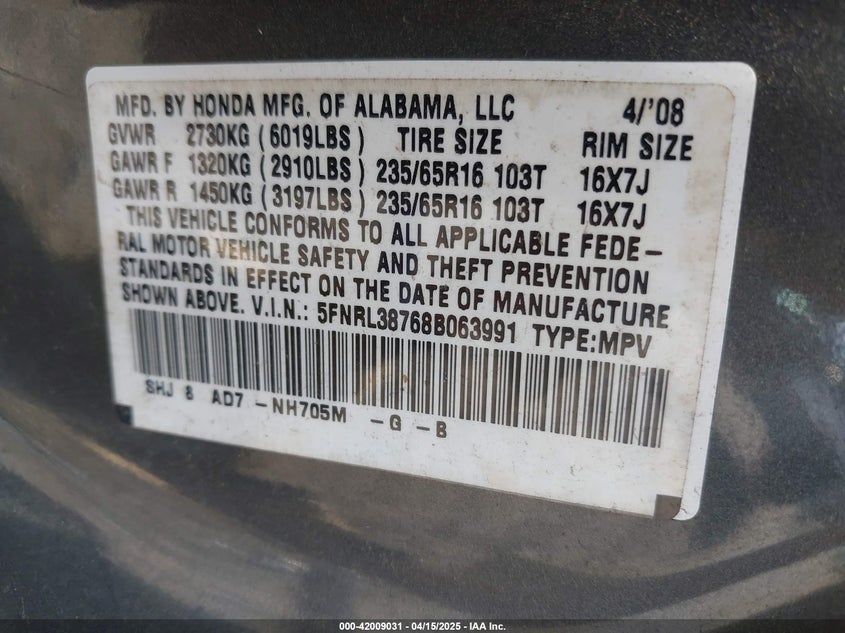 MFD. BY HONDA MFG. OF ALABAMA, LLC 4/'08
GVWR 2730KG (6019LBS) TIRE SIZE RIM SIZE
GAWR F 1320KG (2910LBS) 235/65R16 103T 16X7J
GAWR R 1450KG (3197LBS) 235/65R16 103T 16X7J
THIS VEHICLE CONFORMS TO ALL APPLICABLE FEDE-
RAL MOTOR VEHICLE SAFETY AND THEFT PREVENTION
STANDARDS IN EFFECT ON THE DATE OF MANUFACTURE
SHOWN ABOVE. V.I.N.: 5FNRL38768B063991 TYPE:MPV
SHJ 8 AD7 -NH705M -G -B
000-42009031 - 04/15/2025 - IAA Inc.